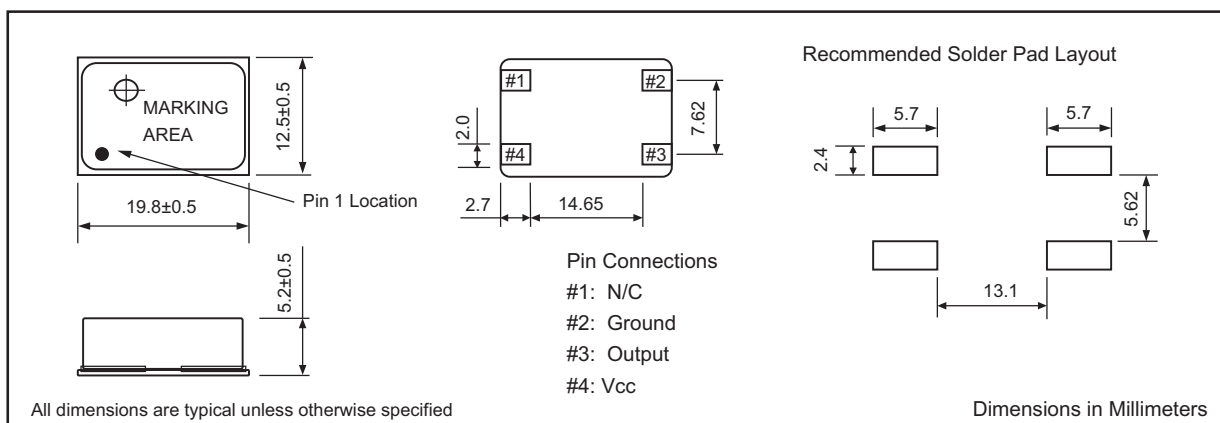 MARKING
AREA
12.5±0.5
Pin 1 Location
19.8±0.5
5.2±0.5
All dimensions are typical unless otherwise specified
#1
#2
2.0
7.62
#4
#3
2.7
14.65
Pin Connections
#1: N/C
#2: Ground
#3: Output
#4: Vcc
Recommended Solder Pad Layout
5.7
5.7
2.4
5.62
13.1
Dimensions in Millimeters